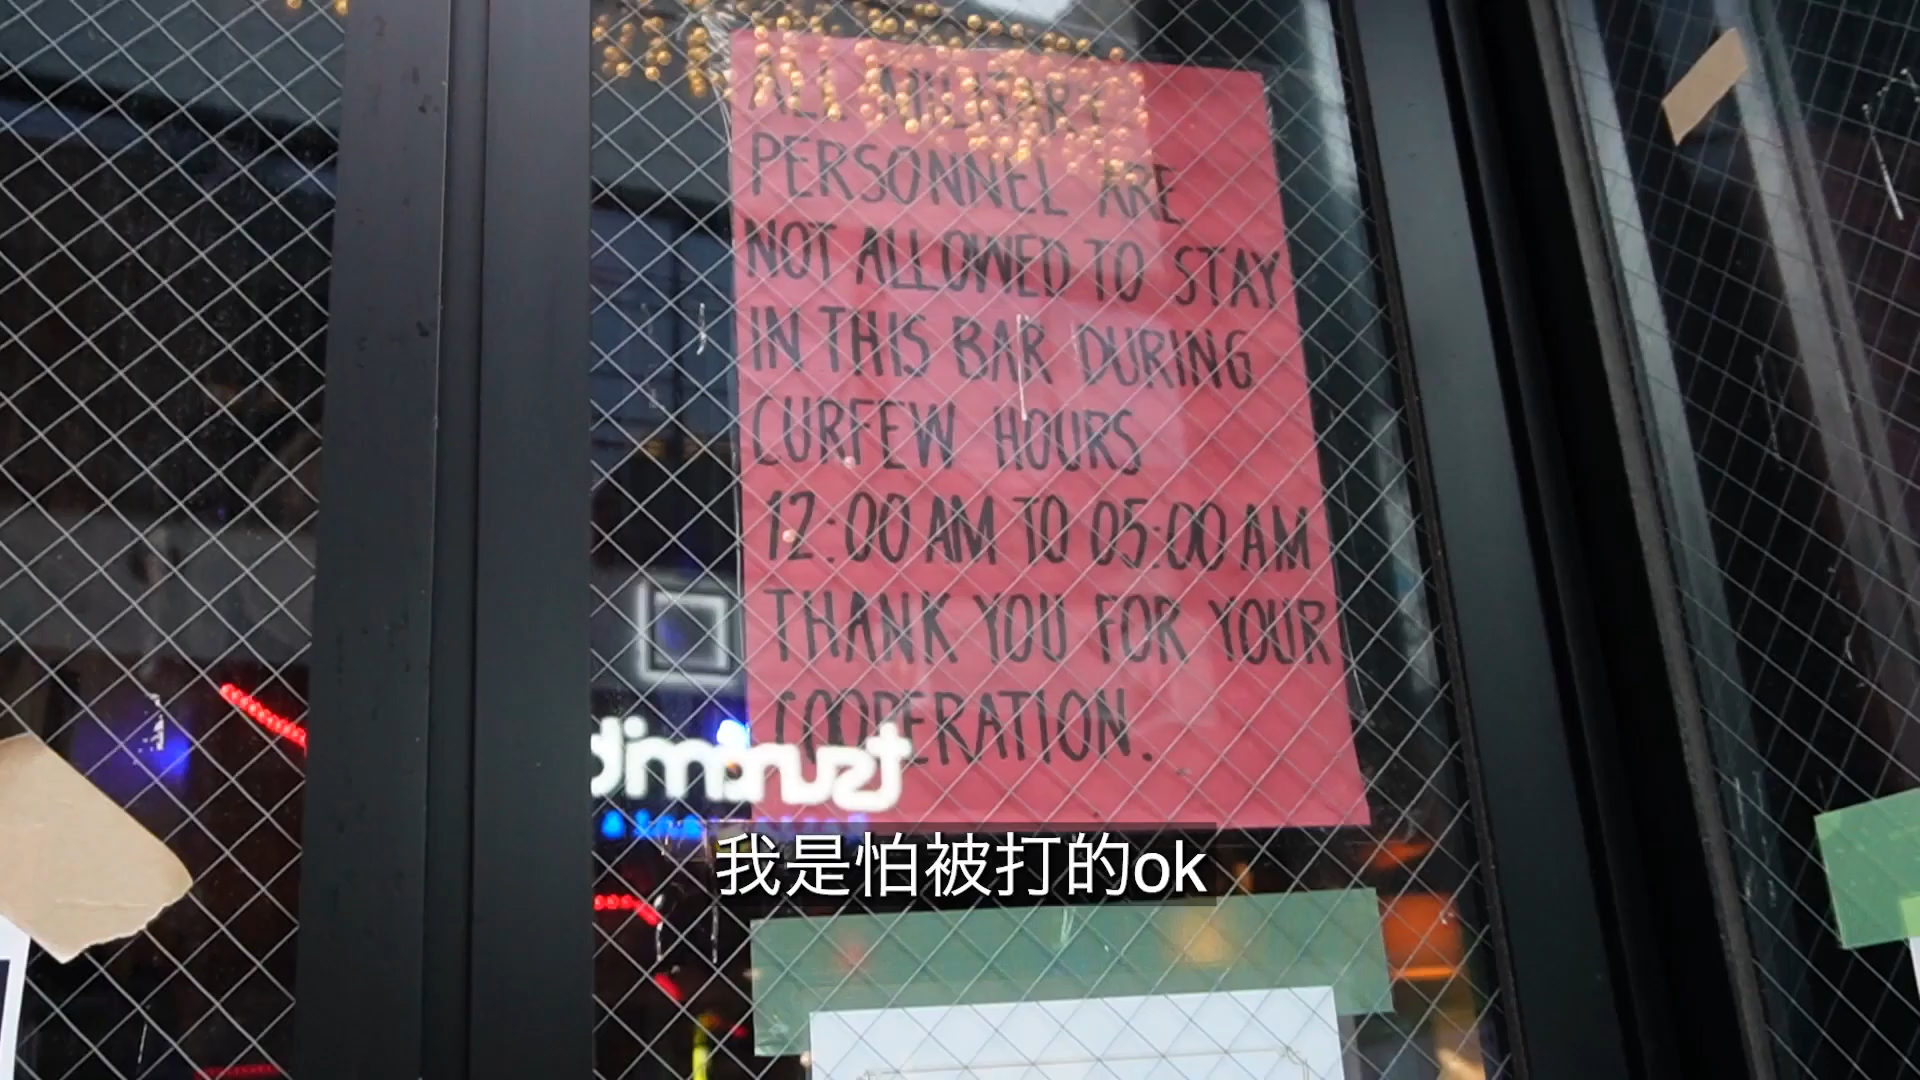 ALL MILITARY
PERSONNEL ARE
NOT ALLOWED TO STAY
IN THIS BAR DURING
CURFEW HOURS
12:00 AM TO 05:00 AM
THANK YOU FOR YOUR
COOPERATION.
我是怕被打的ok